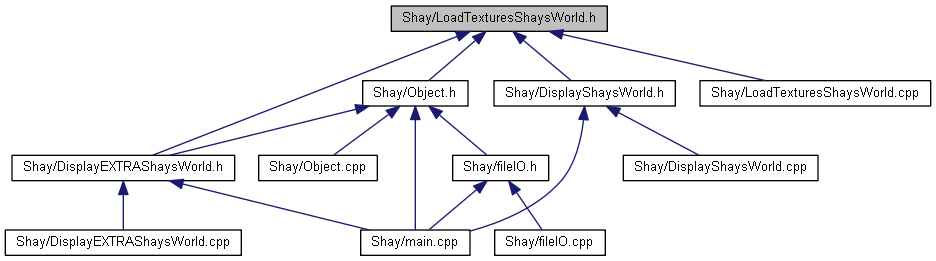 Shay/LoadTexturesShaysWorld.h
Shay/Object.h
Shay/DisplayShaysWorld.h
Shay/LoadTexturesShaysWorld.cpp
Shay/DisplayEXTRAShaysWorld.h
Shay/Object.cpp
Shay/fileIO.h
Shay/DisplayShaysWorld.cpp
Shay/DisplayEXTRAShaysWorld.cpp
Shay/main.cpp
Shay/fileIO.cpp